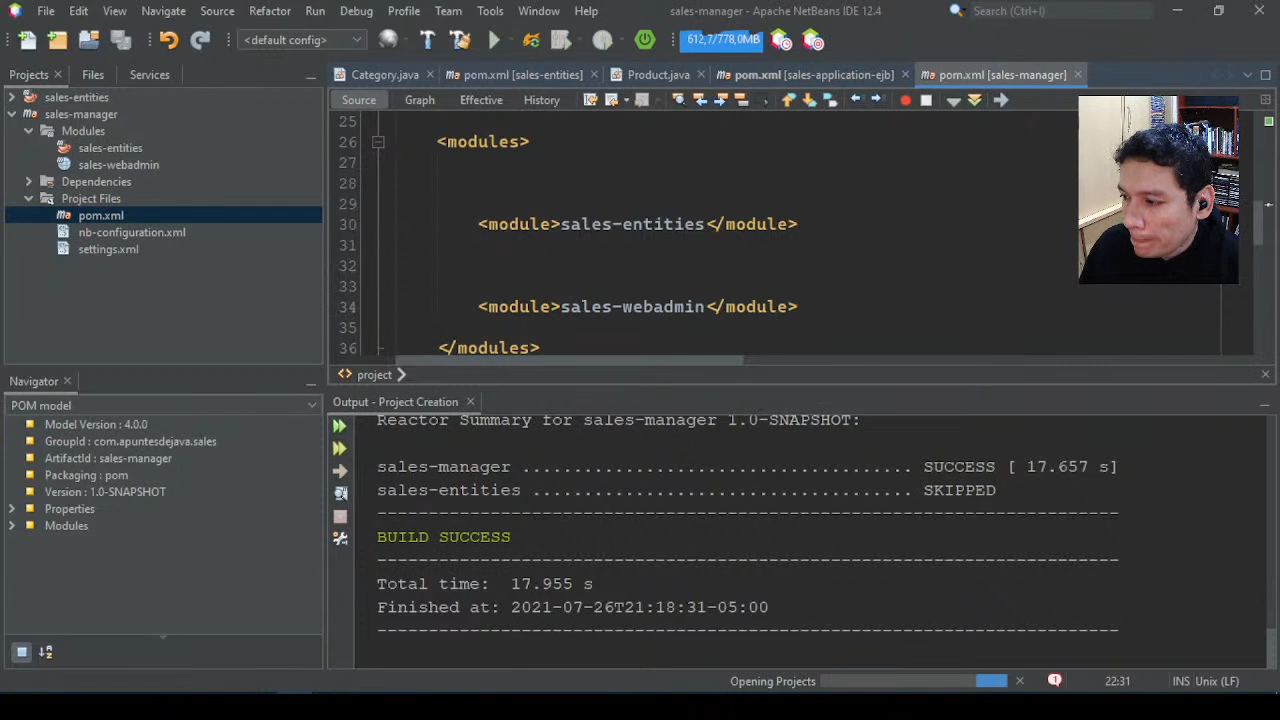 File Edit View Navigate Source Refactor Run Debug Profile Team Tools Window Help
sales-manager - Apache NetBeans IDE 12.4
Search (Ctrl+I)
<default config>
612,7/778,0MB
Projects
Files
Services
Category.java
pom.xml [sales-entities]
Product.java
pom.xml [sales-application-ejb]
pom.xml [sales-manager]
Source
Graph
Effective
History
sales-entities
sales-manager
Modules
sales-entities
sales-webadmin
Dependencies
Project Files
pom.xml
nb-configuration.xml
settings.xml
25
26 <modules>
27
28
29
30 <module>sales-entities</module>
31
32
33
34 <module>sales-webadmin</module>
35
36 </modules>
project
Navigator
POM model
Model Version : 4.0.0
GroupId : com.apuntesdejava.sales
ArtifactId : sales-manager
Packaging : pom
Version : 1.0-SNAPSHOT
Properties
Modules
Output - Project Creation
Reactor Summary for sales-manager 1.0-SNAPSHOT:
sales-manager ...................................... SUCCESS [ 17.657 s]
sales-entities ..................................... SKIPPED
------------------------------------------------------------------------
BUILD SUCCESS
------------------------------------------------------------------------
Total time:  17.955 s
Finished at: 2021-07-26T21:18:31-05:00
------------------------------------------------------------------------
Opening Projects
1
22:31
INS Unix (LF)